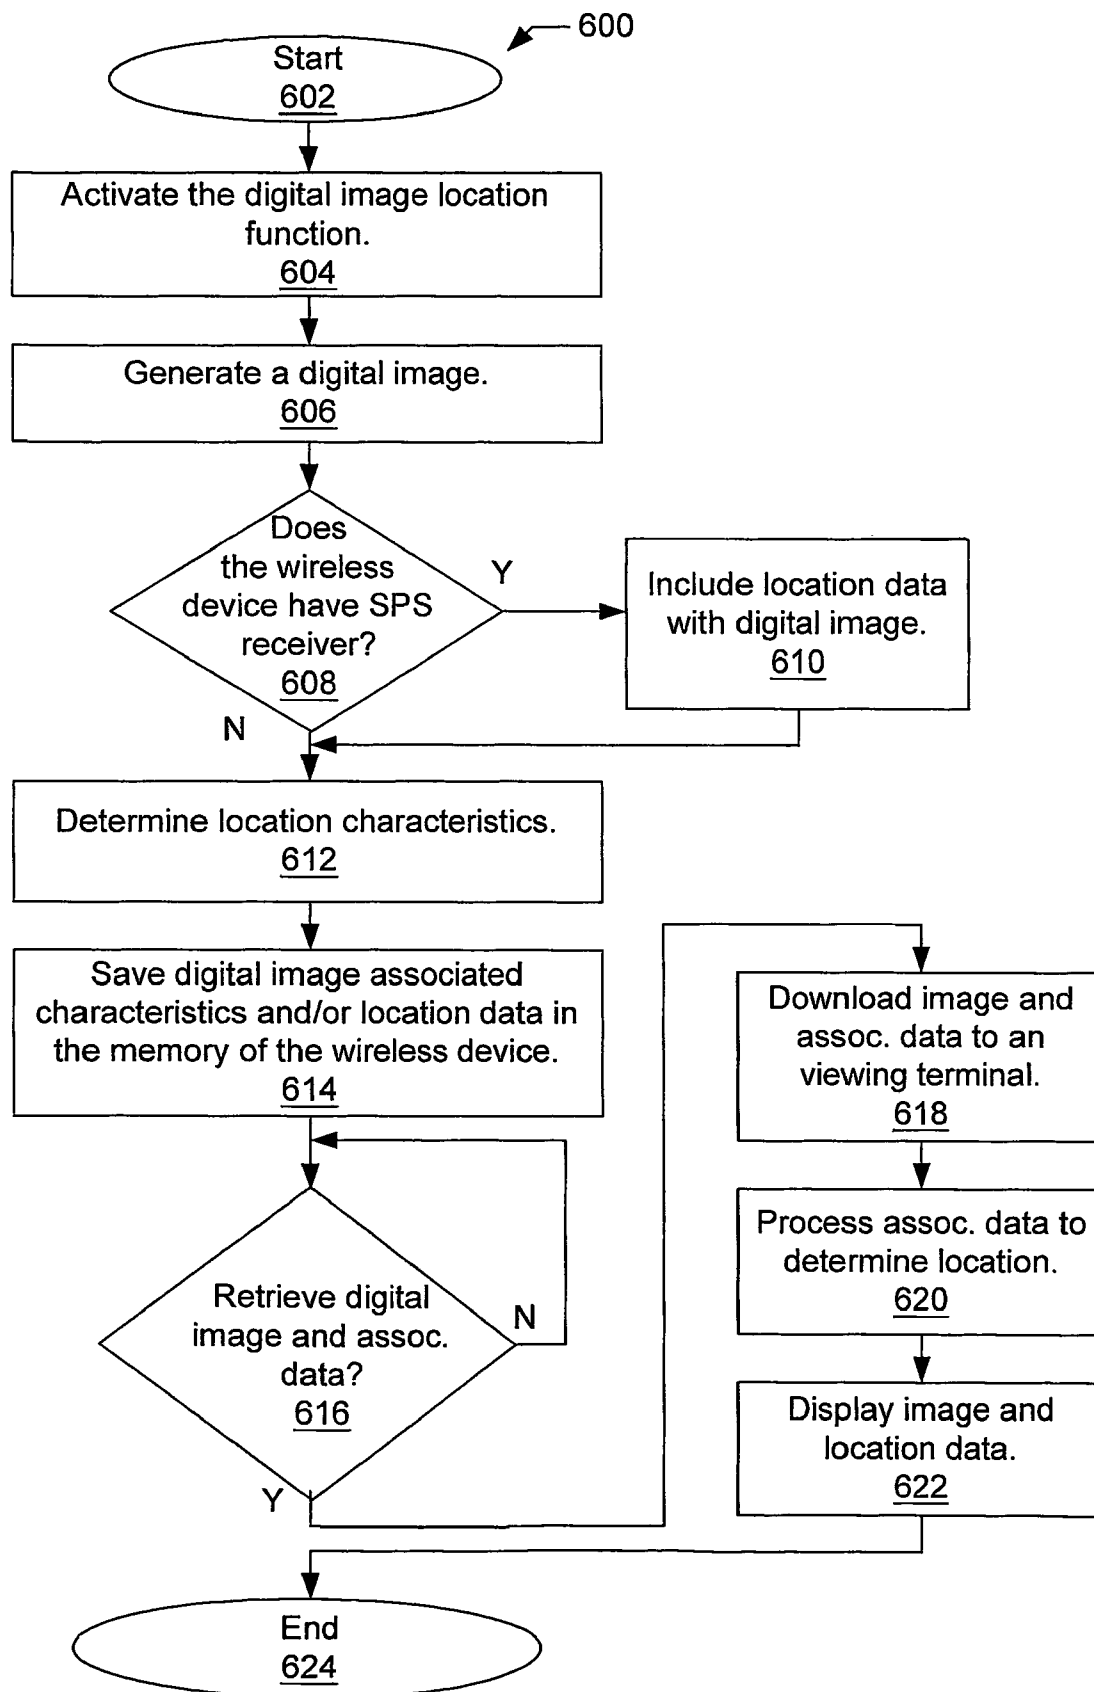 600
Start
602
Activate the digital image location
function.
604
Generate a digital image.
606
Does
the wireless
device have SPS
receiver?
608
Y
N
Include location data
with digital image.
610
Determine location characteristics.
612
Save digital image associated
characteristics and/or location data in
the memory of the wireless device.
614
Retrieve digital
image and assoc.
data?
616
N
Y
Download image and
assoc. data to an
viewing terminal.
618
Process assoc. data to
determine location.
620
Display image and
location data.
622
End
624